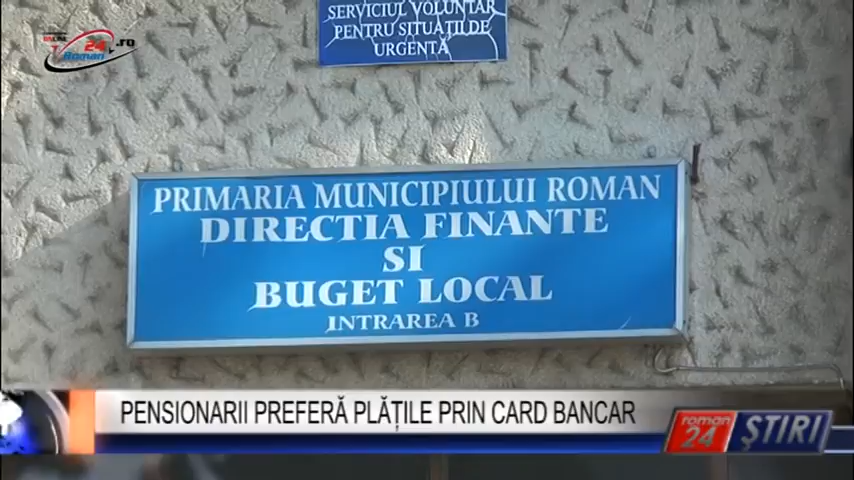 SERVICIUL VOLUNTAR
PENTRU SITUAȚII DE
URGENȚĂ
24.ro
Roman
PRIMARIA MUNICIPIULUI ROMAN
DIRECTIA FINANTE
SI
BUGET LOCAL
INTRAREA B
PENSIONARII PREFERĂ PLĂȚILE PRIN CARD BANCAR
roman
24
ȘTIRI